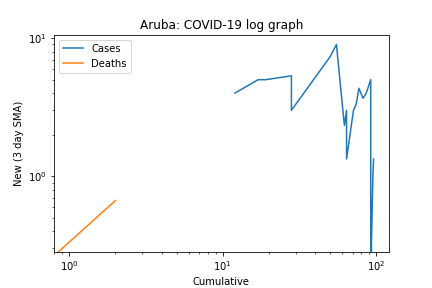 Aruba: COVID-19 log graph
Cases
Deaths
New (3 day SMA)
10¹
10⁰
10⁰
10¹
10²
Cumulative